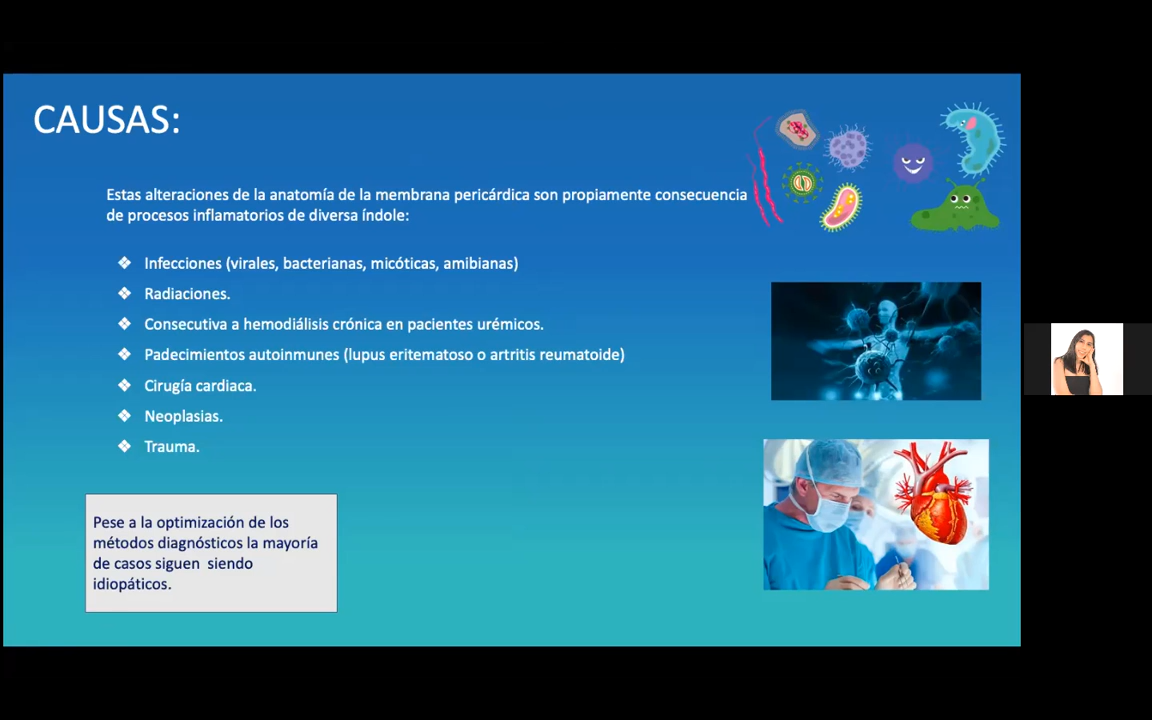 CAUSAS:
Estas alteraciones de la anatomía de la membrana pericárdica son propiamente consecuencia
de procesos inflamatorios de diversa índole:
❖ Infecciones (virales, bacterianas, micóticas, amibianas)
❖ Radiaciones.
❖ Consecutiva a hemodiálisis crónica en pacientes urémicos.
❖ Padecimientos autoinmunes (lupus eritematoso o artritis reumatoide)
❖ Cirugía cardiaca.
❖ Neoplasias.
❖ Trauma.
Pese a la optimización de los
métodos diagnósticos la mayoría
de casos siguen siendo
idiopáticos.